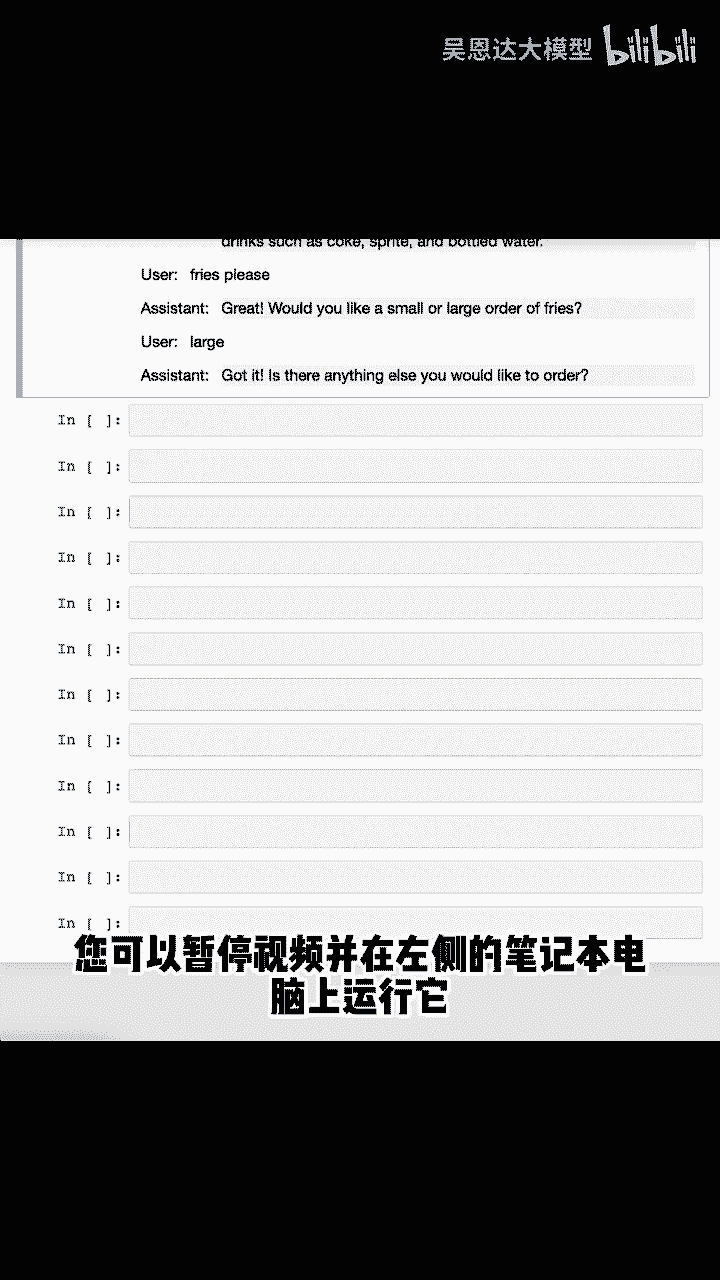 吴恩达大模型 bilibili
drinks such as coke, sprite, and bottled water.
User: fries please
Assistant: Great! Would you like a small or large order of fries?
User: large
Assistant: Got it! Is there anything else you would like to order?
In [ ]:
In [ ]:
In [ ]:
In [ ]:
In [ ]:
In [ ]:
In [ ]:
In [ ]:
In [ ]:
In [ ]:
In [ ]:
In [ ]:
您可以暂停视频并在左侧的笔记本电
脑上运行它